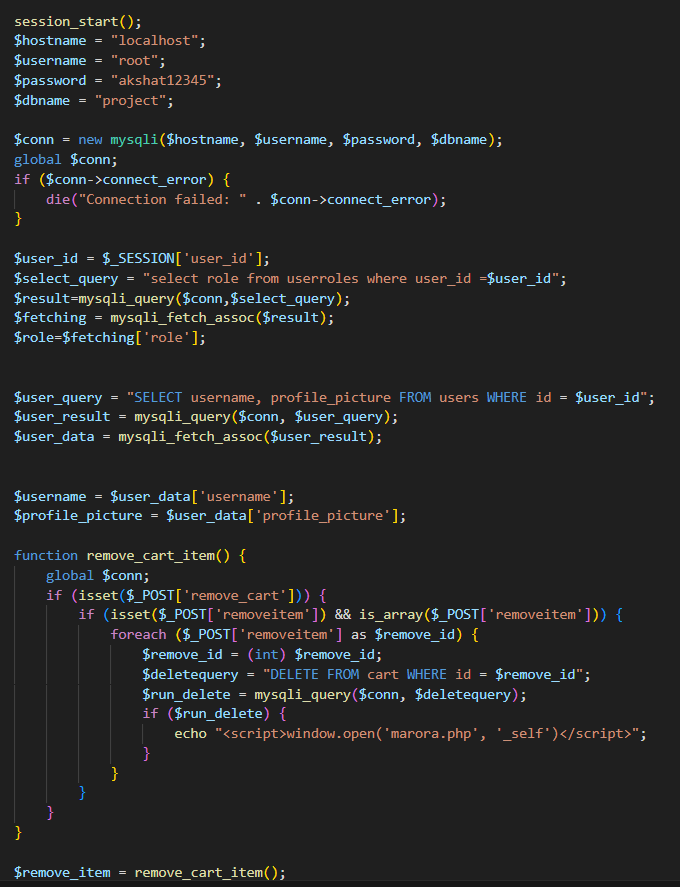 session_start();
$hostname = "localhost";
$username = "root";
$password = "akshat12345";
$dbname = "project";

$conn = new mysqli($hostname, $username, $password, $dbname);
global $conn;
if ($conn->connect_error) {
    die("Connection failed: " . $conn->connect_error);
}

$user_id = $_SESSION['user_id'];
$select_query = "select role from userroles where user_id =$user_id";
$result=mysqli_query($conn,$select_query);
$fetching = mysqli_fetch_assoc($result);
$role=$fetching['role'];


$user_query = "SELECT username, profile_picture FROM users WHERE id = $user_id";
$user_result = mysqli_query($conn, $user_query);
$user_data = mysqli_fetch_assoc($user_result);


$username = $user_data['username'];
$profile_picture = $user_data['profile_picture'];

function remove_cart_item() {
    global $conn;
    if (isset($_POST['remove_cart'])) {
        if (isset($_POST['removeitem']) && is_array($_POST['removeitem'])) {
            foreach ($_POST['removeitem'] as $remove_id) {
                $remove_id = (int) $remove_id;
                $deletequery = "DELETE FROM cart WHERE id = $remove_id";
                $run_delete = mysqli_query($conn, $deletequery);
                if ($run_delete) {
                    echo "<script>window.open('marora.php', '_self')</script>";
                }
            }
        }
    }
}

$remove_item = remove_cart_item();